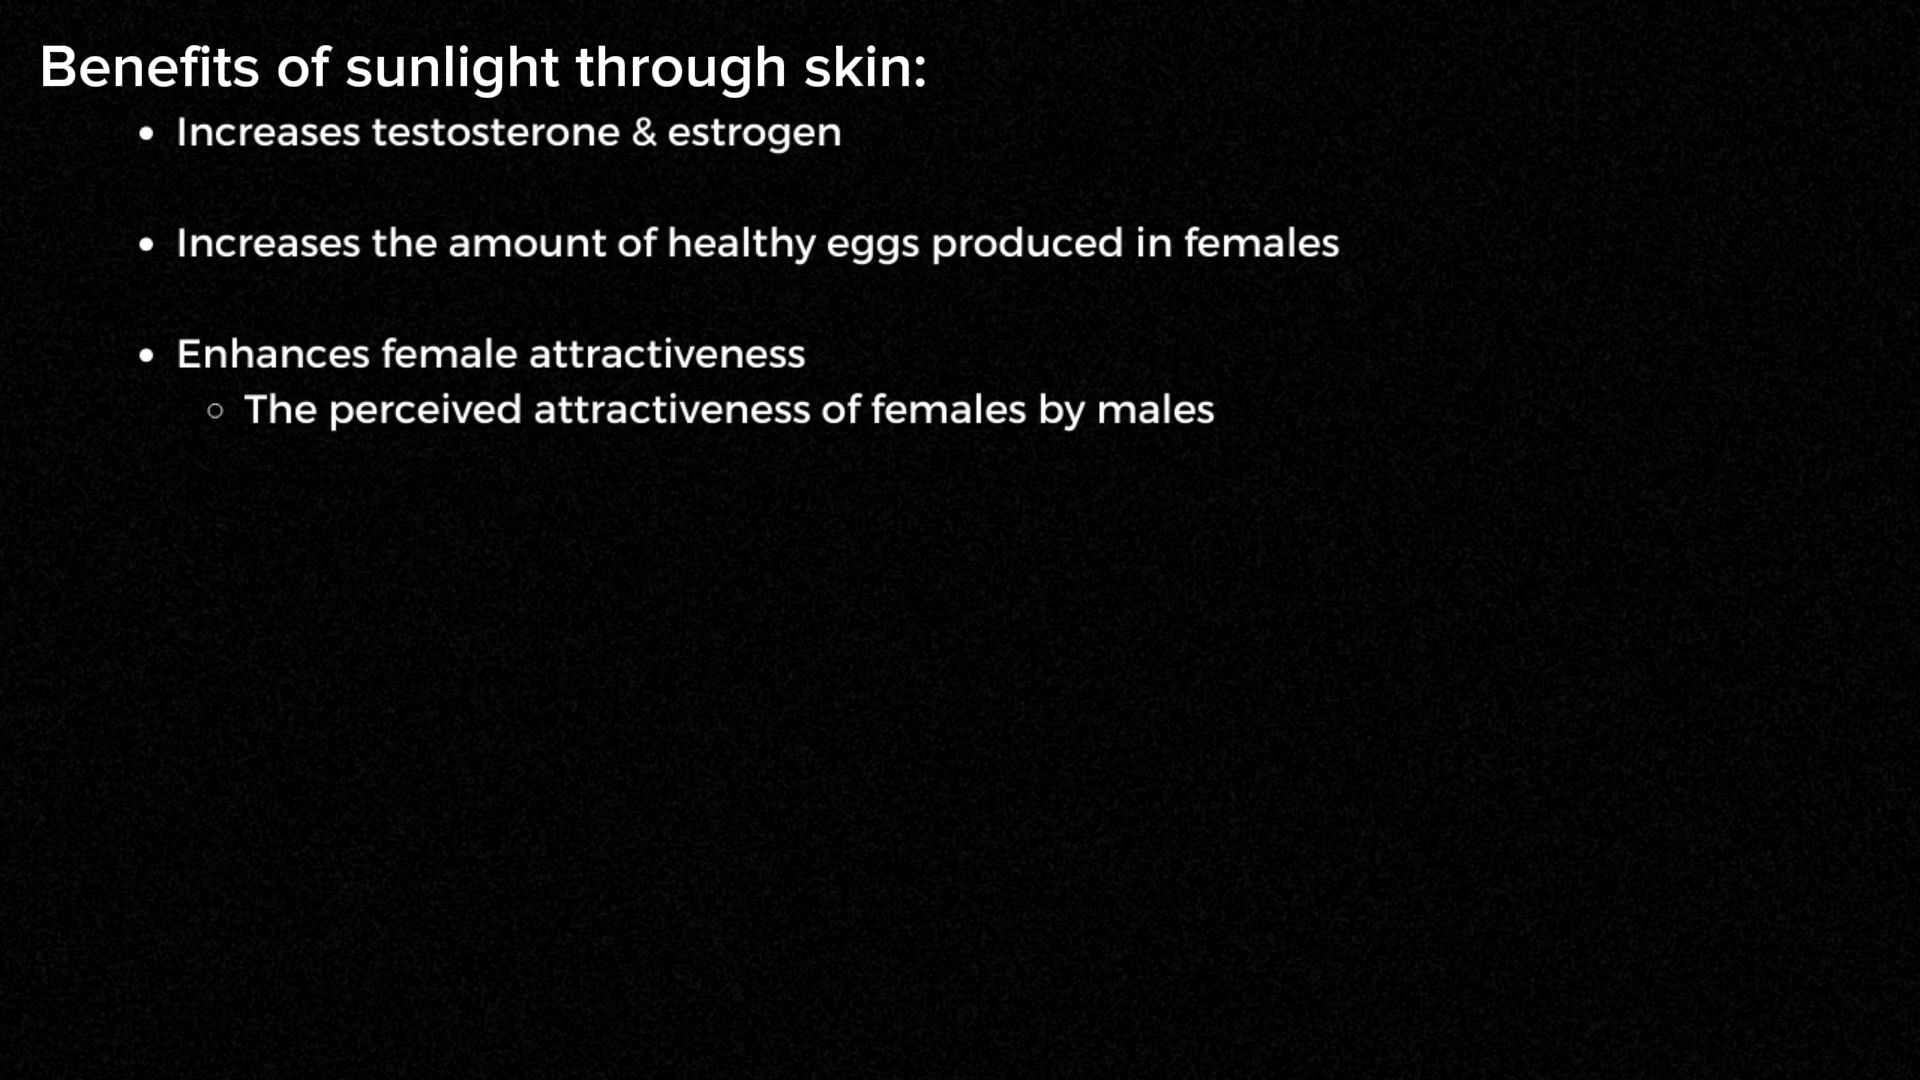 Benefits of sunlight through skin:
• Increases testosterone & estrogen
• Increases the amount of healthy eggs produced in females
• Enhances female attractiveness
○ The perceived attractiveness of females by males